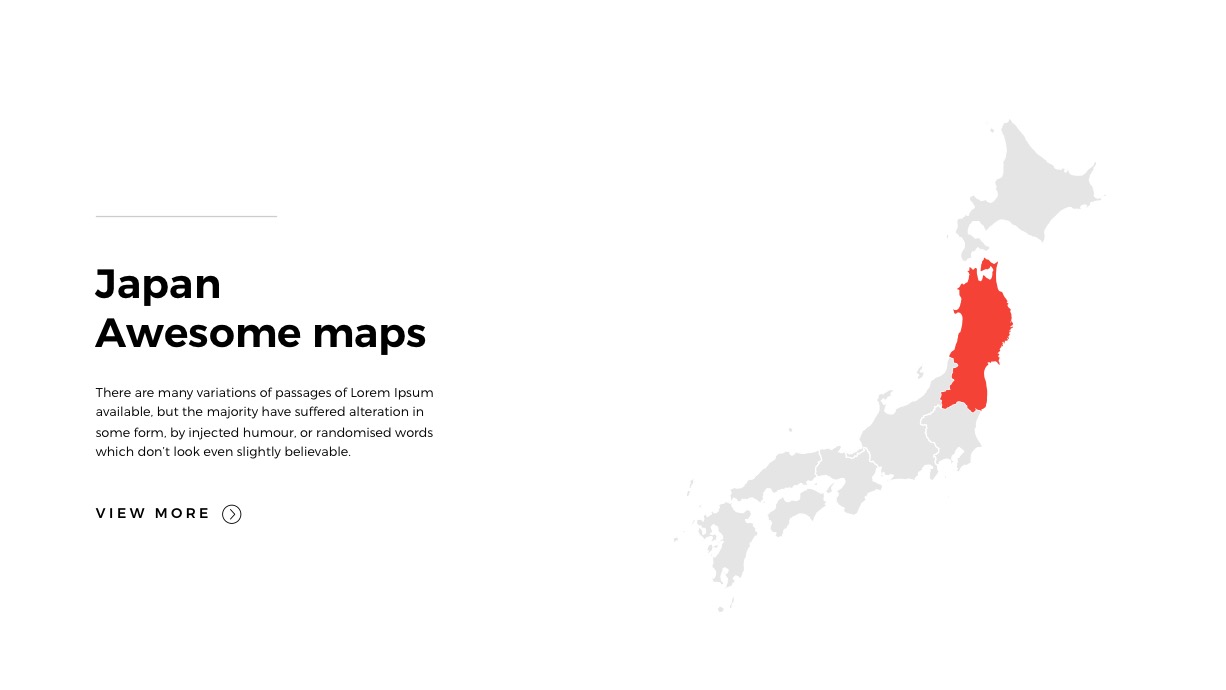 Japan
Awesome maps
There are many variations of passages of Lorem Ipsum
available, but the majority have suffered alteration in
some form, by injected humour, or randomised words
which don't look even slightly believable.
VIEW MORE